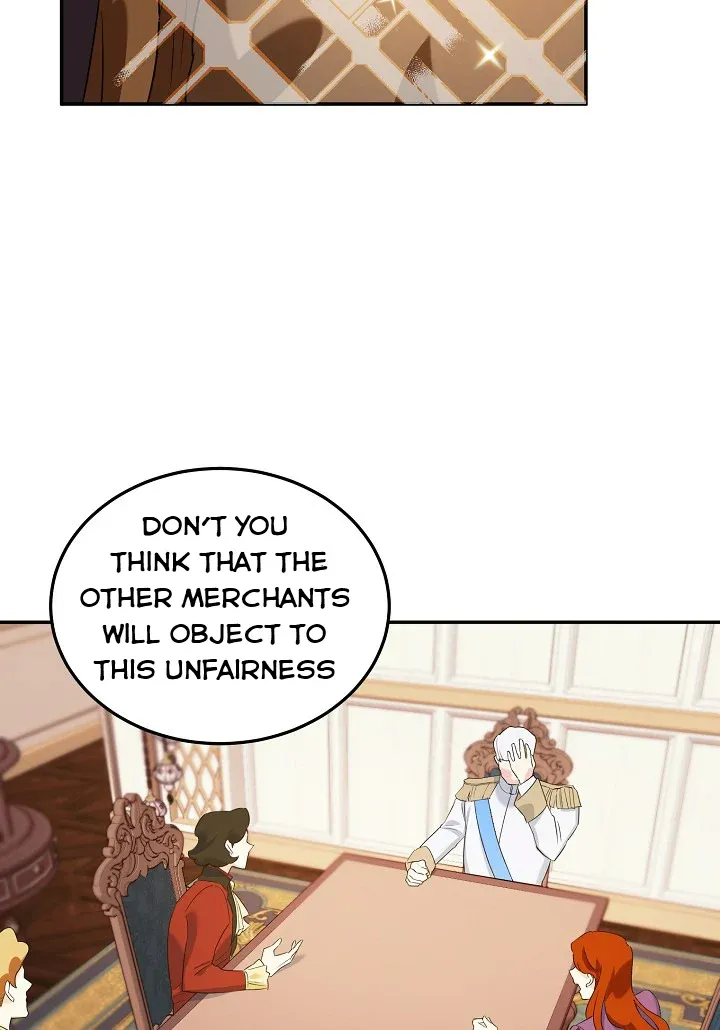 DON'T YOU
THINK THAT THE
OTHER MERCHANTS
WILL OBJECT TO
THIS UNFAIRNESS